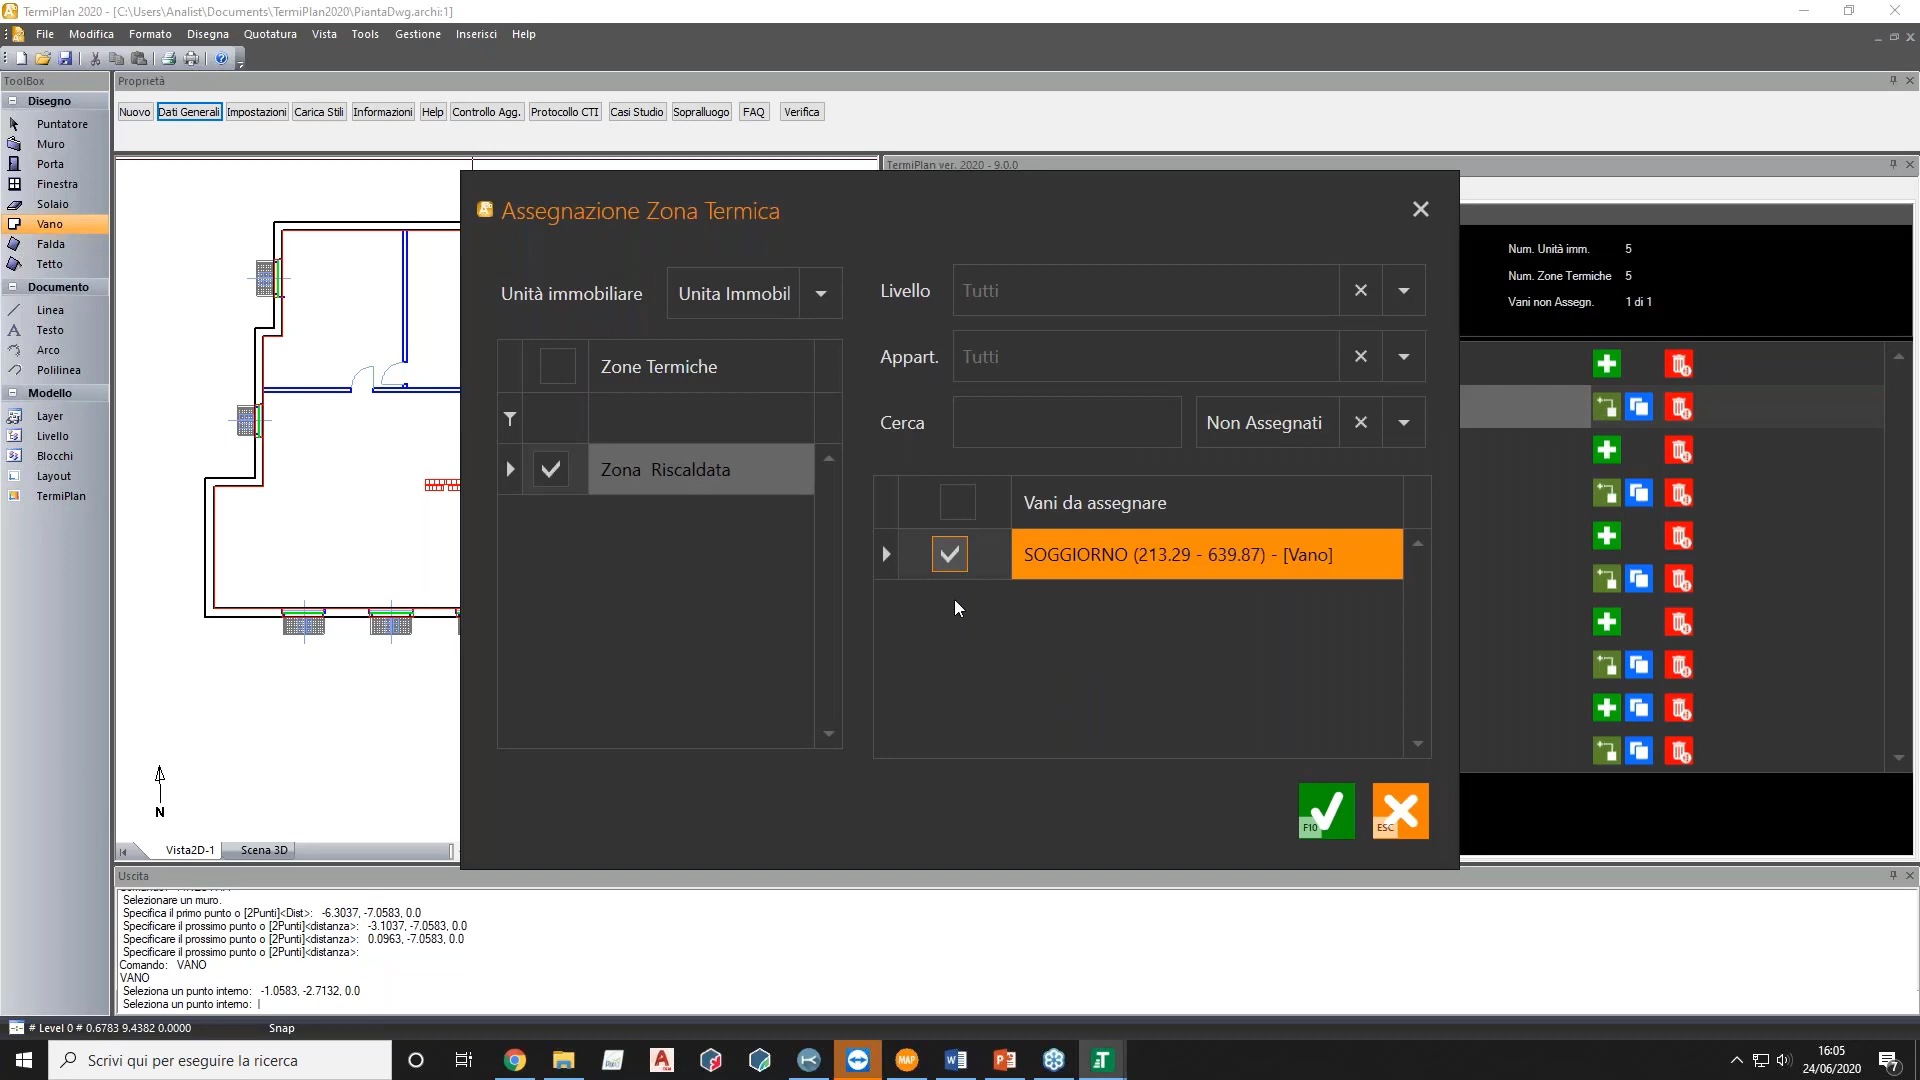 TermiPlan 2020 - [C:\Users\Analist\Documents\TermiPlan2020\PiantaDwg.archi:1]
File Modifica Formato Disegna Quotatura Vista Tools Gestione Inserisci Help
ToolBox
Proprietà
Disegno
Puntatore
Muro
Porta
Finestra
Solaio
Vano
Falda
Tetto
Documento
Linea
Testo
Arco
Polilinea
Modello
Layer
Livello
Blocchi
Layout
TermiPlan
Nuovo Dati Generali Impostazioni Carica Stili Informazioni Help Controllo Agg. Protocollo CTI Casi Studio Sopralluogo FAQ Verifica
TermiPlan ver. 2020 - 9.0.0
Num. Unità imm. 5
Num. Zone Termiche 5
Vani non Assegn. 1 di 1
Assegnazione Zona Termica
Unità immobiliare Unita Immobil
Zone Termiche
Zona Riscaldata
Livello Tutti
Appart. Tutti
Cerca Non Assegnati
Vani da assegnare
SOGGIORNO (213.29 - 639.87) - [Vano]
F10
ESC
N
Vista2D-1 Scena 3D
Uscita
Selezionare un muro.
Specifica il primo punto o [2Punti]<Dist>: -6.3037, -7.0583, 0.0
Specificare il prossimo punto o [2Punti]<distanza>: -3.1037, -7.0583, 0.0
Specificare il prossimo punto o [2Punti]<distanza>: 0.0963, -7.0583, 0.0
Specificare il prossimo punto o [2Punti]<distanza>:
Comando: VANO
VANO
Seleziona un punto interno: -1.0583, -2.7132, 0.0
Seleziona un punto interno:
# Level 0 # 0.6783 9.4382 0.0000 Snap
Scrivi qui per eseguire la ricerca
MAP
16:05
24/06/2020
7